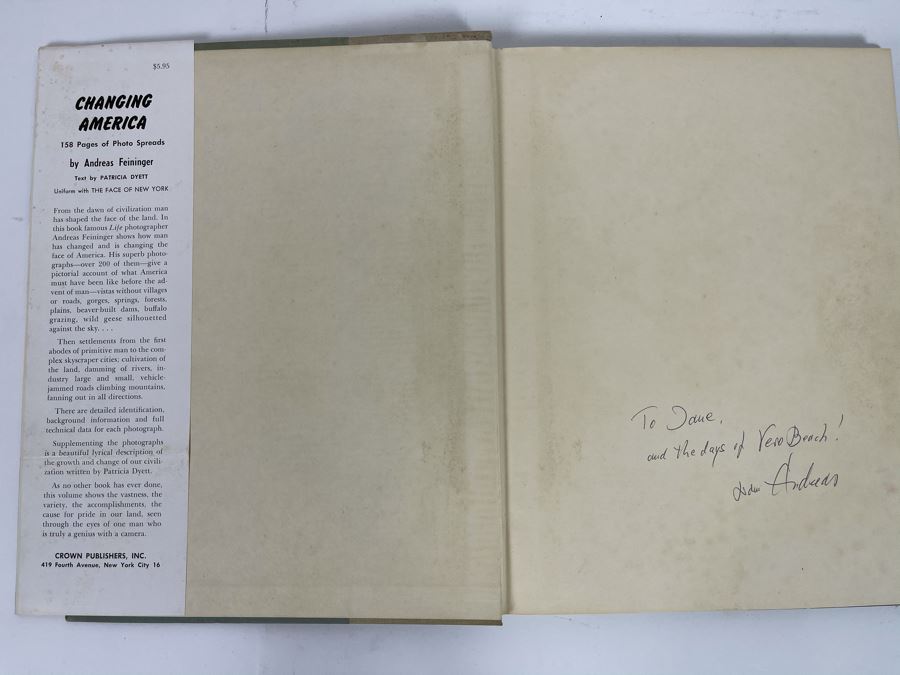 $5.95
CHANGING
AMERICA
158 Pages of Photo Spreads
by Andreas Feininger
Text by PATRICIA DYETT
Uniform with THE FACE OF NEW YORK
From the dawn of civilization man
has shaped the face of the land. In
this book famous Life photographer
Andreas Feininger shows how man
has changed and is changing the
face of America. His superb photo-
graphs—over 200 of them—give a
pictorial account of what America
must have been like before the ad-
vent of man—vistas without villages
or roads, gorges, springs, forests,
plains, beaver-built dams, buffalo
grazing, wild geese silhouetted
against the sky. . . .
Then settlements from the first
abodes of primitive man to the com-
plex skyscraper cities; cultivation of
the land, damming of rivers, in-
dustry large and small, vehicle-
jammed roads climbing mountains,
fanning out in all directions.
There are detailed identification,
background information and full
technical data for each photograph.
Supplementing the photographs
is a beautiful lyrical description of
the growth and change of our civili-
zation written by Patricia Dyett.
As no other book has ever done,
this volume shows the vastness, the
variety, the accomplishments, the
cause for pride in our land, seen
through the eyes of one man who
is truly a genius with a camera.
CROWN PUBLISHERS, INC.
419 Fourth Avenue, New York City 16
To Jane,
and the days of Vero Beach!
Andreas